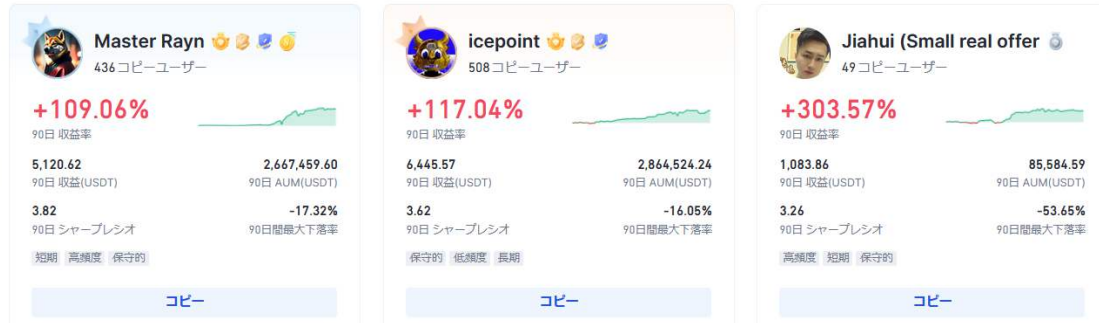 Master Rayn
436コピーユーザー
+109.06%
90日 収益率
5,120.62
2,667,459.60
90日 収益(USDT)
90日 AUM(USDT)
3.82
-17.32%
90日 シャープレシオ
90日間最大下落率
短期 高頻度 保守的
コピー
icepoint
508コピーユーザー
+117.04%
90日 収益率
6,445.57
2,864,524.24
90日 収益(USDT)
90日 AUM(USDT)
3.62
-16.05%
90日 シャープレシオ
90日間最大下落率
保守的 低頻度 長期
コピー
Jiahui (Small real offer
49コピーユーザー
+303.57%
90日 収益率
1,083.86
85,584.59
90日 収益(USDT)
90日 AUM(USDT)
3.26
-53.65%
90日 シャープレシオ
90日間最大下落率
高頻度 短期 保守的
コピー